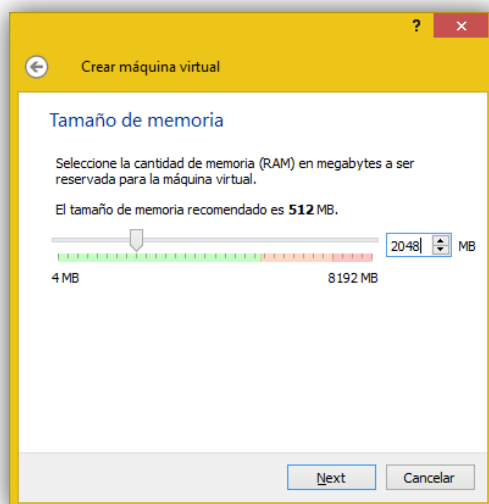 ?
Crear máquina virtual
Tamaño de memoria
Seleccione la cantidad de memoria (RAM) en megabytes a ser
reservada para la máquina virtual.
El tamaño de memoria recomendado es 512 MB.
2048 MB
4 MB 8192 MB
Next Cancelar